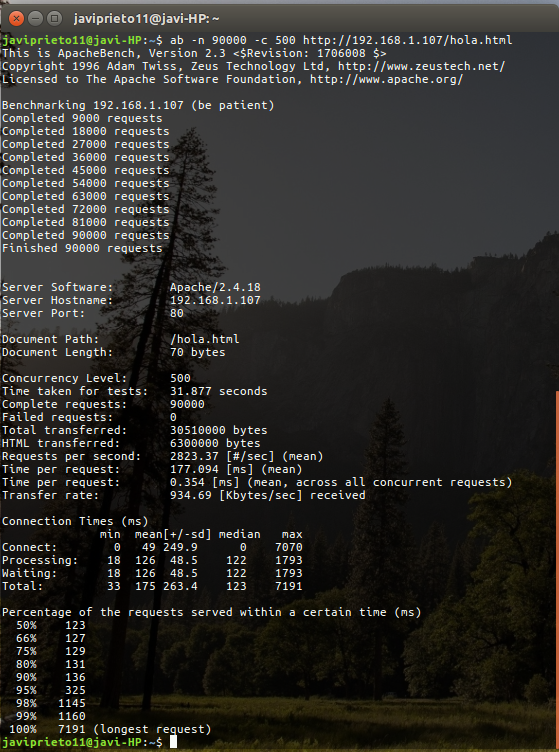 javiprieto11@javi-HP: ~
javiprieto11@javi-HP:~$ ab -n 90000 -c 500 http://192.168.1.107/hola.html
This is ApacheBench, Version 2.3 <$Revision: 1706008 $>
Copyright 1996 Adam Twiss, Zeus Technology Ltd, http://www.zeustech.net/
Licensed to The Apache Software Foundation, http://www.apache.org/

Benchmarking 192.168.1.107 (be patient)
Completed 9000 requests
Completed 18000 requests
Completed 27000 requests
Completed 36000 requests
Completed 45000 requests
Completed 54000 requests
Completed 63000 requests
Completed 72000 requests
Completed 81000 requests
Completed 90000 requests
Finished 90000 requests


Server Software:        Apache/2.4.18
Server Hostname:        192.168.1.107
Server Port:            80

Document Path:          /hola.html
Document Length:        70 bytes

Concurrency Level:      500
Time taken for tests:   31.877 seconds
Complete requests:      90000
Failed requests:        0
Total transferred:      30510000 bytes
HTML transferred:       6300000 bytes
Requests per second:    2823.37 [#/sec] (mean)
Time per request:       177.094 [ms] (mean)
Time per request:       0.354 [ms] (mean, across all concurrent requests)
Transfer rate:          934.69 [Kbytes/sec] received

Connection Times (ms)
              min  mean[+/-sd] median   max
Connect:        0   49 249.9      0    7070
Processing:    18  126  48.5    122    1793
Waiting:       18  126  48.5    122    1793
Total:         33  175 263.4    123    7191

Percentage of the requests served within a certain time (ms)
  50%    123
  66%    127
  75%    129
  80%    131
  90%    136
  95%    325
  98%   1145
  99%   1160
 100%   7191 (longest request)
javiprieto11@javi-HP:~$